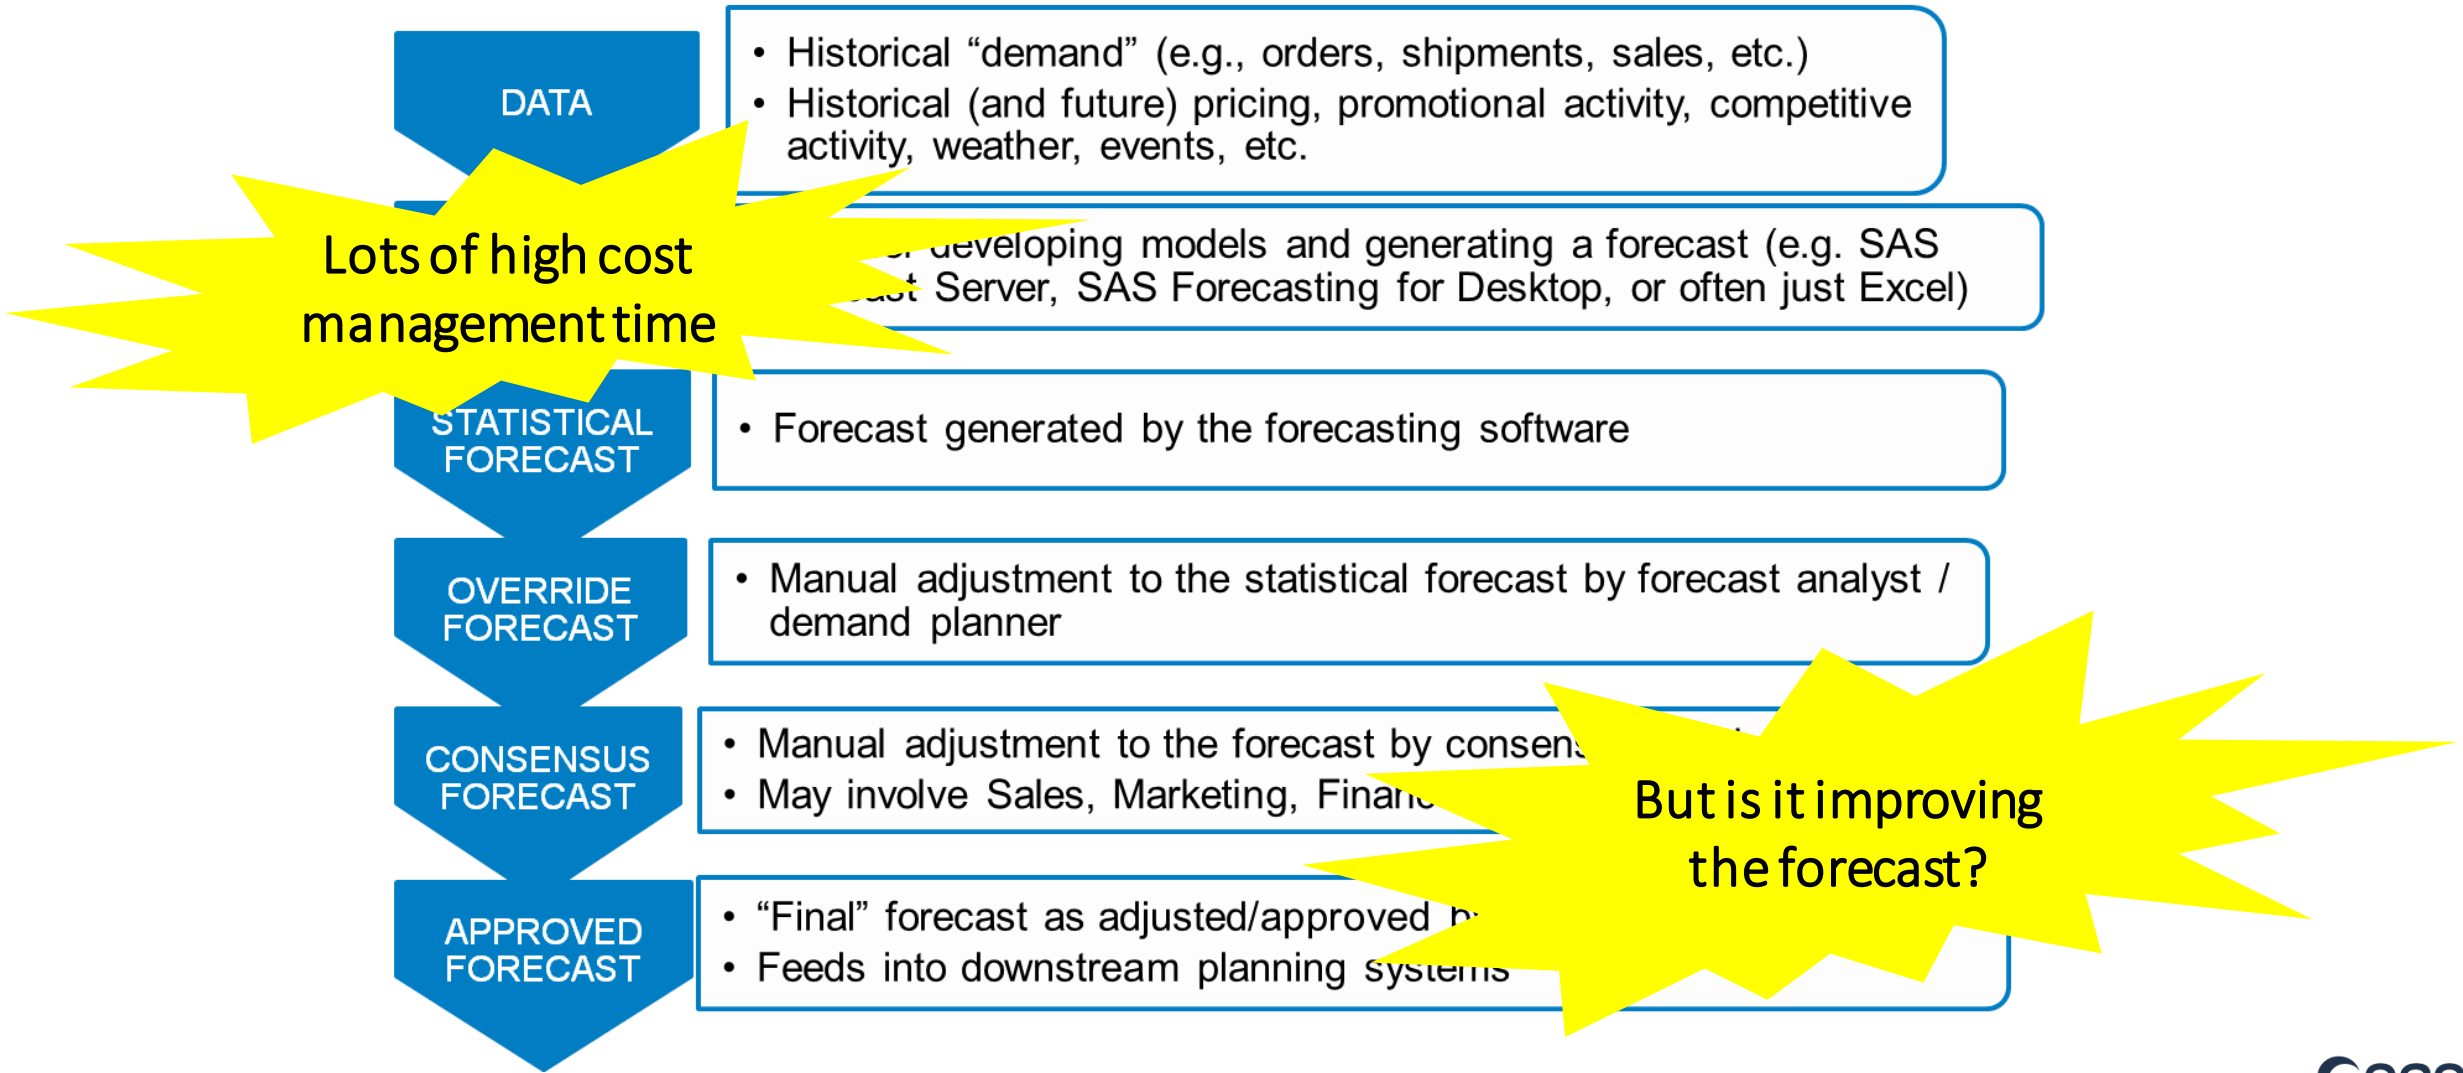 DATA
• Historical “demand” (e.g., orders, shipments, sales, etc.)
• Historical (and future) pricing, promotional activity, competitive
activity, weather, events, etc.
Lots of high cost
management time
developing models and generating a forecast (e.g. SAS
Server, SAS Forecasting for Desktop, or often just Excel)
STATISTICAL
FORECAST
• Forecast generated by the forecasting software
OVERRIDE
FORECAST
• Manual adjustment to the statistical forecast by forecast analyst /
demand planner
CONSENSUS
FORECAST
• Manual adjustment to the forecast by
• May involve Sales, Marketing,
But is it improving
the forecast?
APPROVED
FORECAST
• “Final” forecast as adjusted/approved
• Feeds into downstream planning systems